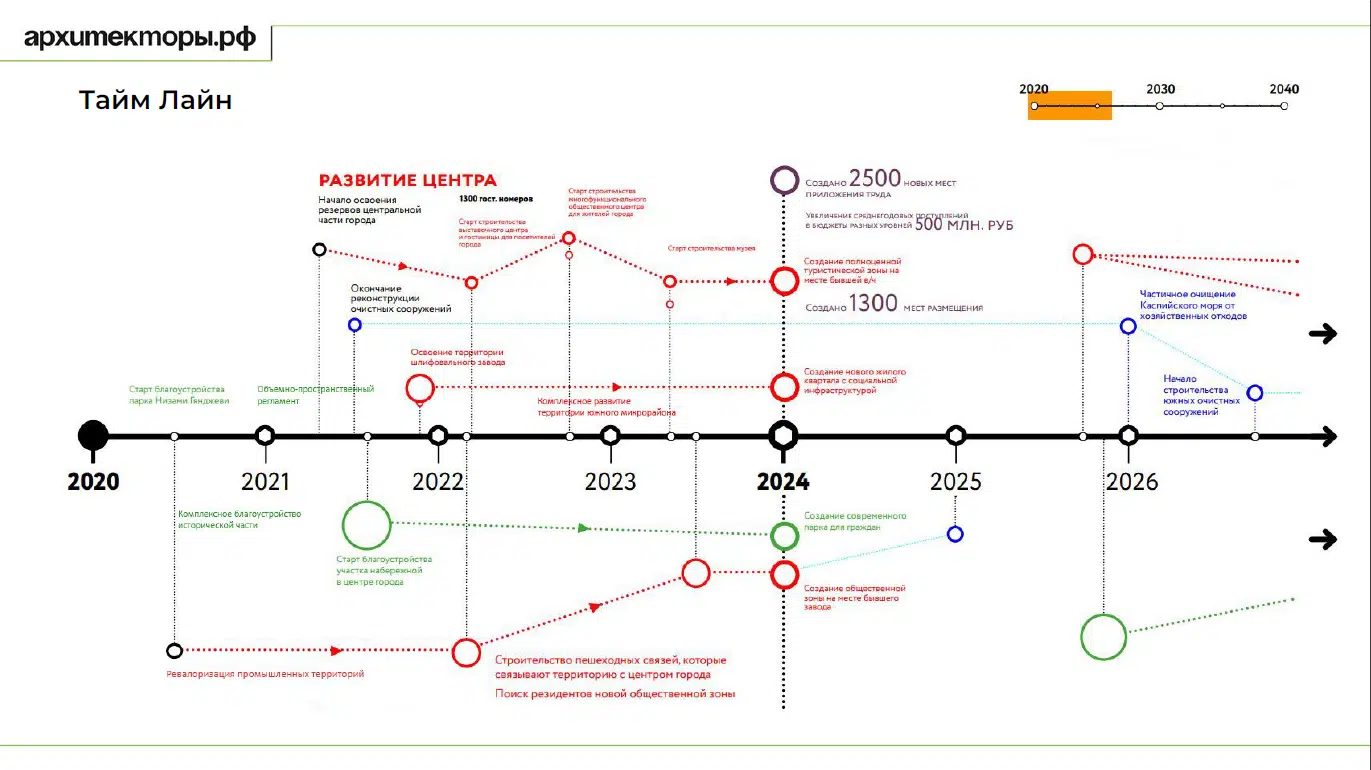 архитекторы.рф
Тайм Лайн
2020
2030
2040
РАЗВИТИЕ ЦЕНТРА
Начало освоения
резервов центральной
части города
1300 гост. номеров
Старт строительства
выставочного центра
и гостиницы для посетителей
города
Старт строительства
многофункционального
общественного центра
для жителей города
Старт строительства музея
Создано 2500 новых мест
приложения труда
Увеличение среднегодовых поступлений
в бюджеты разных уровней 500 МЛН. РУБ
Создание полноценной
туристической зоны на
месте бывшей в/ч
Создано 1300 мест размещения
Окончание
реконструкции
очистных сооружений
Частичное очищение
Каспийского моря от
хозяйственных откодов
Освоение территории
шлифовального завода
Комплексное развитие
территории южного микрорайона
Создание нового жилого
квартала с социальной
инфраструктурой
Начало
строительства
южных очистных
сооружений
Старт благоустройства
парка Низами Гянджеви
Объемно-пространственный
регламент
2020
2021
2022
2023
2024
2025
2026
Комплексное благоустройство
исторической части
Старт благоустройства
участка набережной
в центре города
Создание современного
парка для граждан
Создание общественной
зоны на месте бывшего
завода
Ревалоризация промышленных территорий
Строительство пешеходных связей, которые
связывают территорию с центром города
Поиск резидентов новой общественной зоны